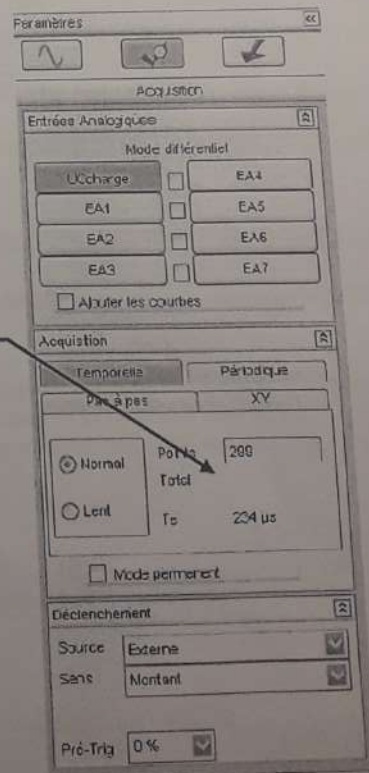 Paramètres
Acquisition
Entrées Analogiques
Mode différentiel
UCcharge EA4
EA1 EA5
EA2 EA6
EA3 EA7
Ajouter les courbes
Acquisition
Temporelle Périodique
Pas à pas XY
Normal Points
Total
Lent Te 234 µs
Mode permanent
Déclenchement
Source Externe
Sens Montant
Pré-Trig 0 %